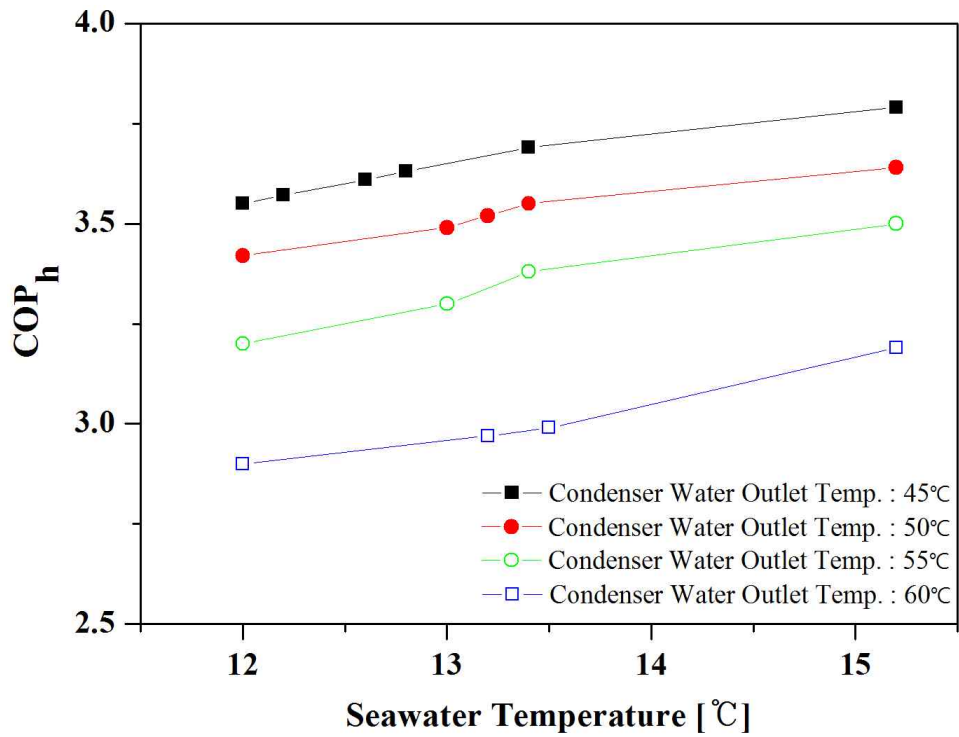 4.0
3.5
3.0
2.5
COPh
Condenser Water Outlet Temp. : 45℃
Condenser Water Outlet Temp. : 50℃
Condenser Water Outlet Temp. : 55℃
Condenser Water Outlet Temp. : 60℃
12 13 14 15
Seawater Temperature [℃]